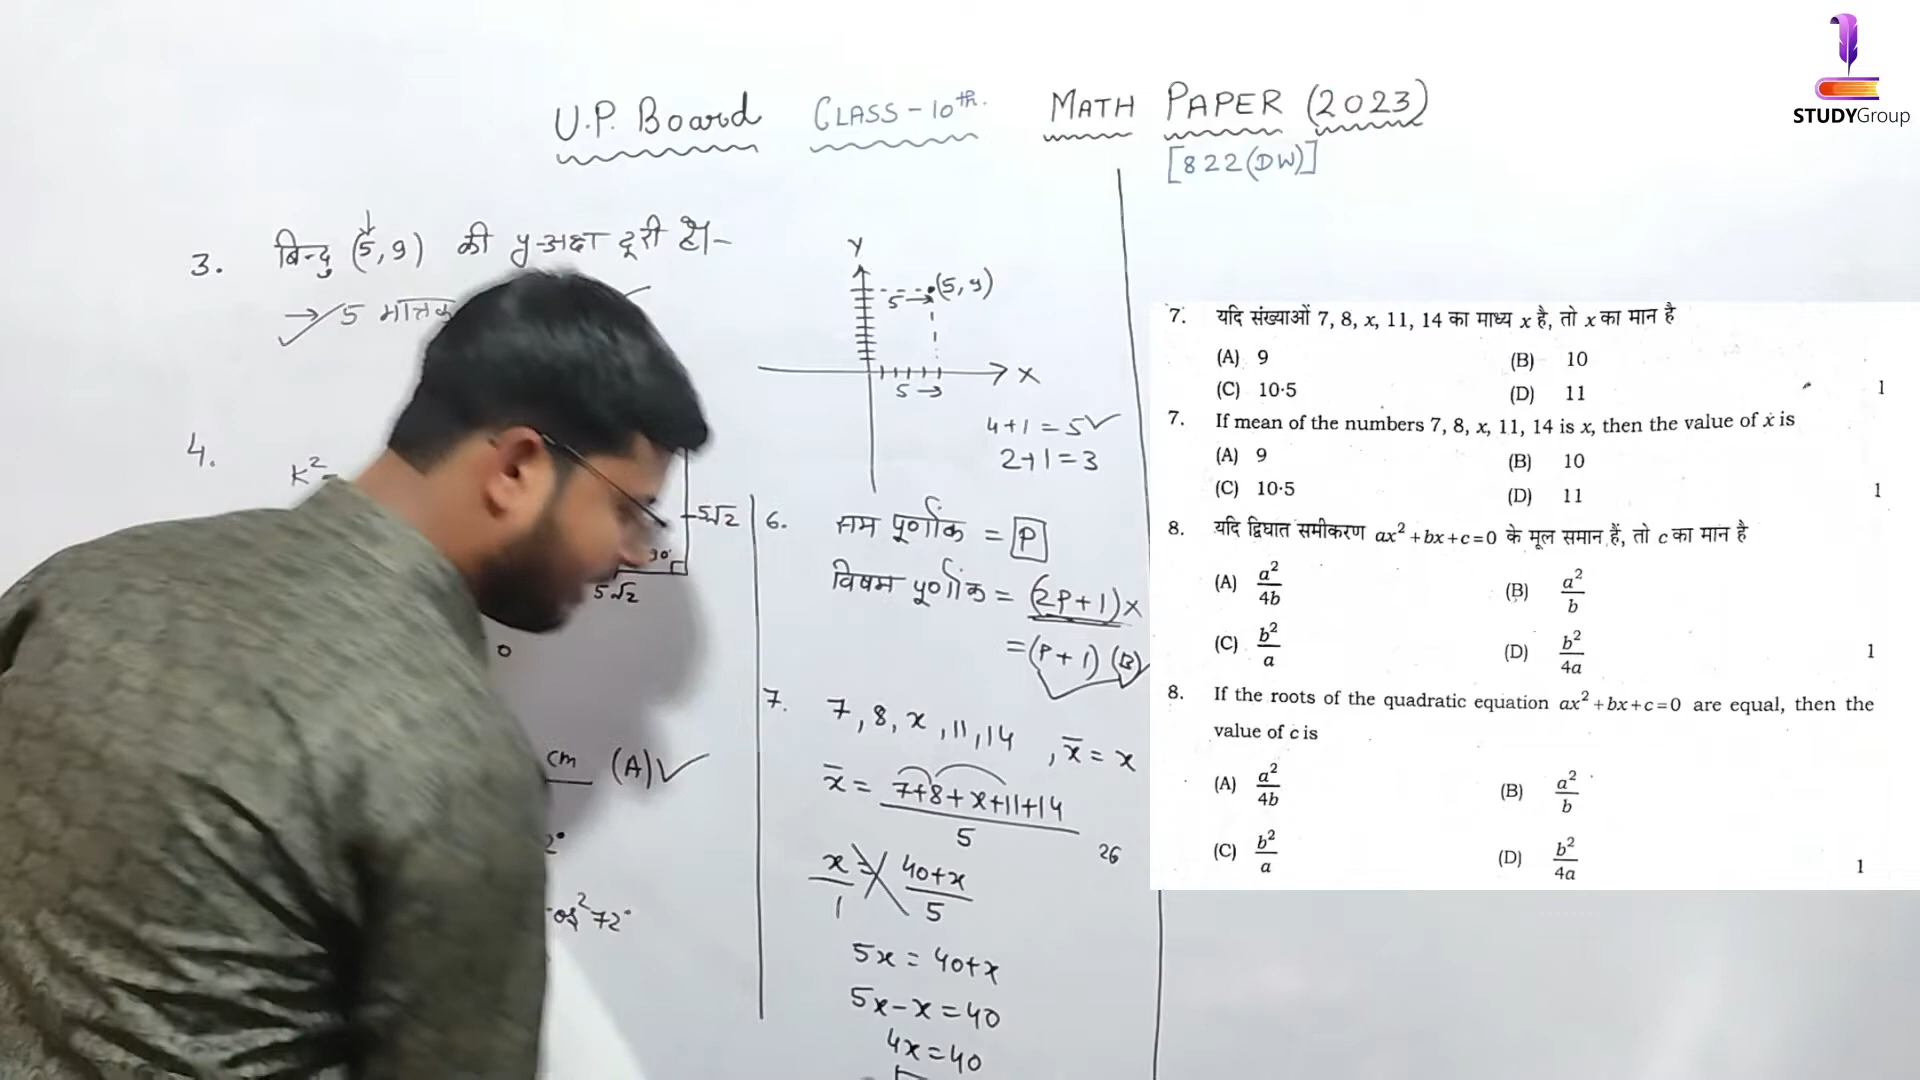 STUDYGroup
U.P. Board CLASS-10th. MATH PAPER (2023)
[822(DW)]
3. बिन्दु (5,9) की y-अक्ष दूरी है।-
→ 5 मात्रक
Y
(5,9)
5→
X
5→
4+1=5✓
2+1=3
4. K²-
5√2
90°
5√2
0
cm (A)✓
2°
cos²72°
6. सम पूर्णांक = P
विषम पूर्णांक = (2P+1)×
=(P+1) (B)
7. 7, 8, x, 11, 14, x̄ = x
x̄ = 7+8+x+11+14
5
26
x = 40+x
1 5
5x = 40+x
5x-x = 40
4x=40
7. यदि संख्याओं 7, 8, x, 11, 14 का माध्य x है, तो x का मान है
(A) 9 (B) 10
(C) 10·5 (D) 11 1
7. If mean of the numbers 7, 8, x, 11, 14 is x, then the value of x is
(A) 9 (B) 10
(C) 10·5 (D) 11 1
8. यदि द्विघात समीकरण ax²+bx+c=0 के मूल समान हैं, तो c का मान है
(A) a²/4b (B) a²/b
(C) b²/a (D) b²/4a 1
8. If the roots of the quadratic equation ax²+bx+c=0 are equal, then the
value of c is
(A) a²/4b (B) a²/b
(C) b²/a (D) b²/4a 1